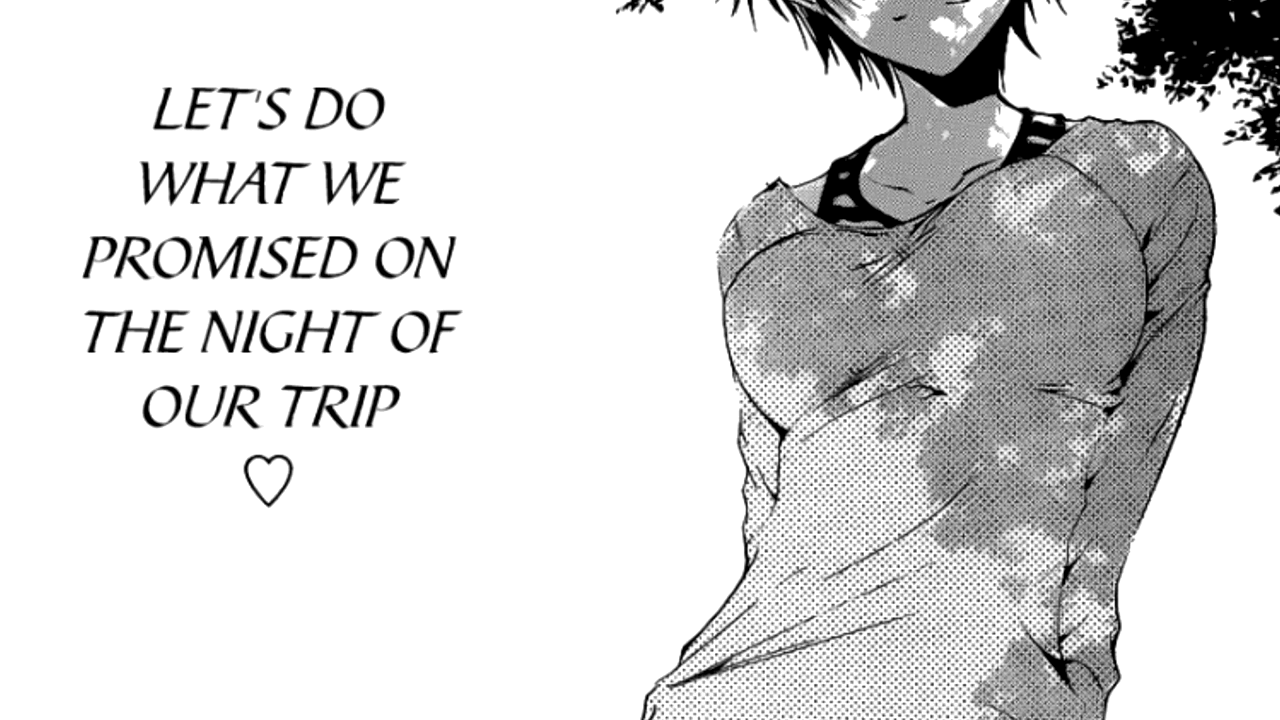 LET'S DO
WHAT WE
PROMISED ON
THE NIGHT OF
OUR TRIP
♡